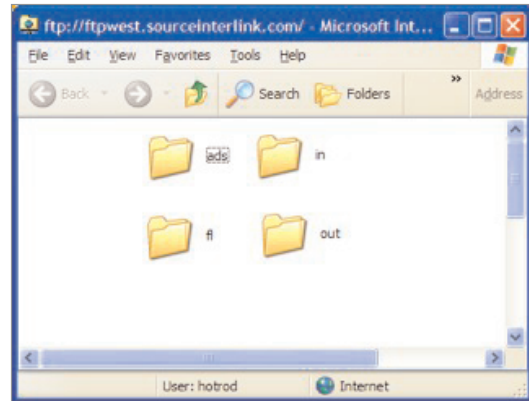 ftp://ftpwest.sourceinterlink.com/ - Microsoft Int...
File Edit View Favorites Tools Help
Back Search Folders » Address
ads in
fl out
User: hotrod Internet